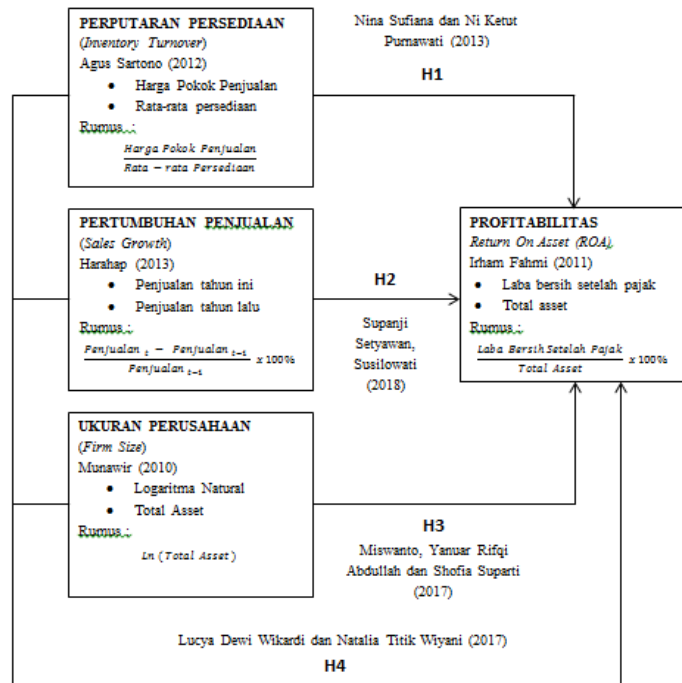 PERPUTARAN PERSEDIAAN
(Inventory Turnover)
Agus Sartono (2012)
• Harga Pokok Penjualan
• Rata-rata persediaan
Rumus :
Harga Pokok Penjualan
Rata − rata Persediaan
Nina Sufiana dan Ni Ketut
Purnawati (2013)
H1
PERTUMBUHAN PENJUALAN
(Sales Growth)
Harahap (2013)
• Penjualan tahun ini
• Penjualan tahun lalu
Rumus :
Penjualan t − Penjualan t−1
Penjualan t−1
x 100%
H2
Supanji
Setyawan,
Susilowati
(2018)
PROFITABILITAS
Return On Asset (ROA)
Irham Fahmi (2011)
• Laba bersih setelah pajak
• Total asset
Rumus :
Laba Bersih Setelah Pajak
Total Asset
x 100%
UKURAN PERUSAHAAN
(Firm Size)
Munawir (2010)
• Logaritma Natural
• Total Asset
Rumus :
Ln (Total Asset)
H3
Miswanto, Yanuar Rifqi
Abdullah dan Shofia Suparti
(2017)
Lucya Dewi Wikardi dan Natalia Titik Wiyani (2017)
H4